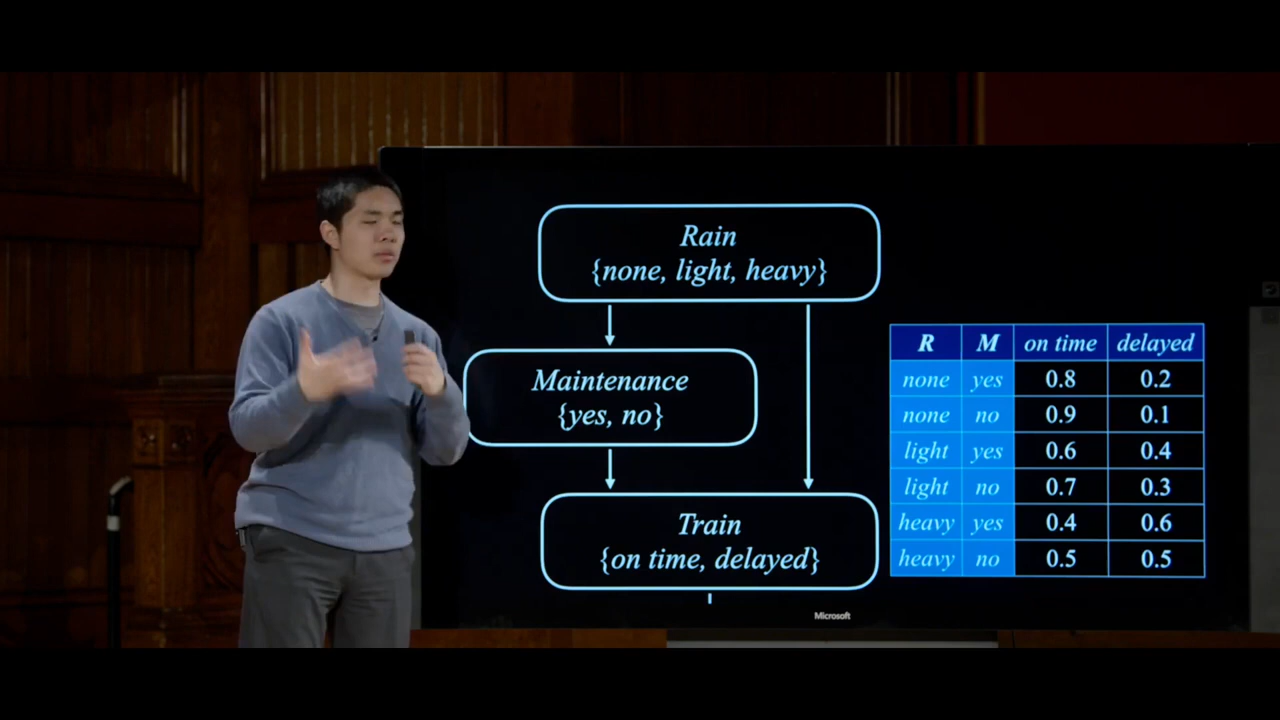 Rain
{none, light, heavy}
Maintenance
{yes, no}
Train
{on time, delayed}
R M on time delayed
none yes 0.8 0.2
none no 0.9 0.1
light yes 0.6 0.4
light no 0.7 0.3
heavy yes 0.4 0.6
heavy no 0.5 0.5
Microsoft